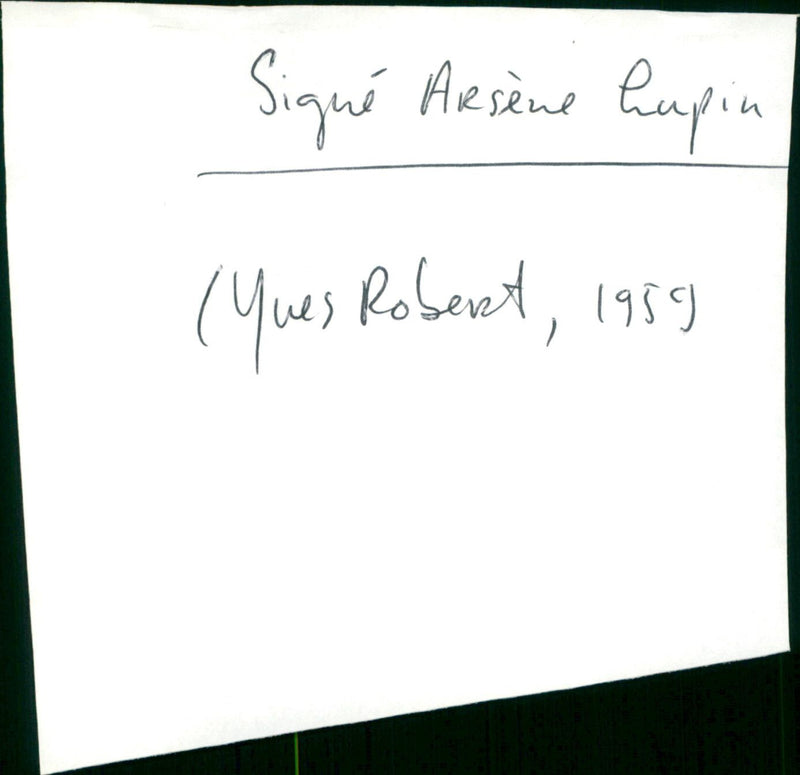 Signé Arsène Lupin
(Yves Robert, 1959